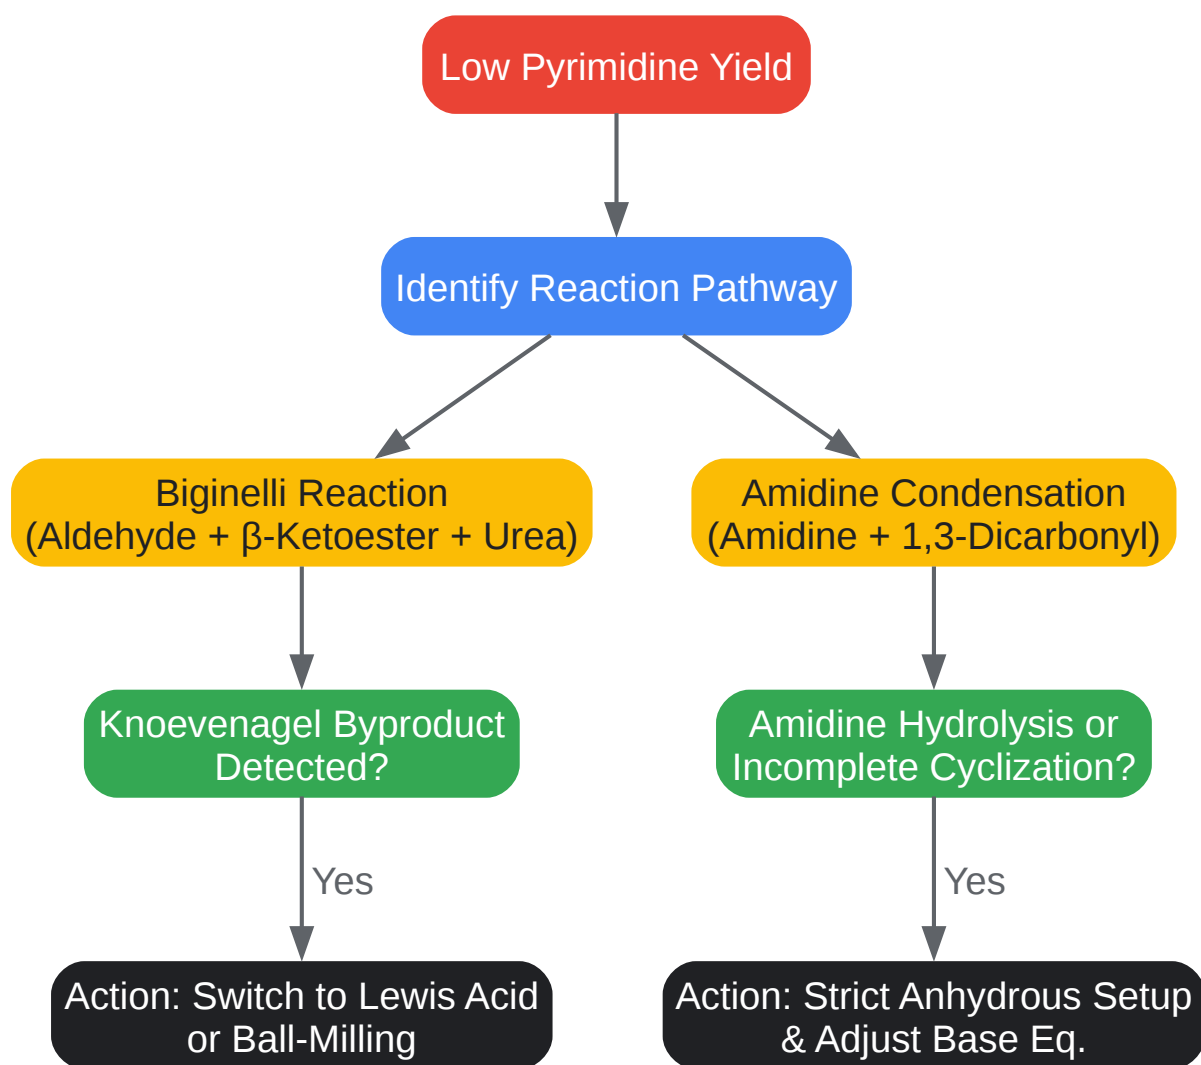 Low Pyrimidine Yield
Identify Reaction Pathway
Biginelli Reaction
(Aldehyde + β-Ketoester + Urea)
Amidine Condensation
(Amidine + 1,3-Dicarbonyl)
Knoevenagel Byproduct
Detected?
Amidine Hydrolysis or
Incomplete Cyclization?
Yes
Yes
Action: Switch to Lewis Acid
or Ball-Milling
Action: Strict Anhydrous Setup
& Adjust Base Eq.